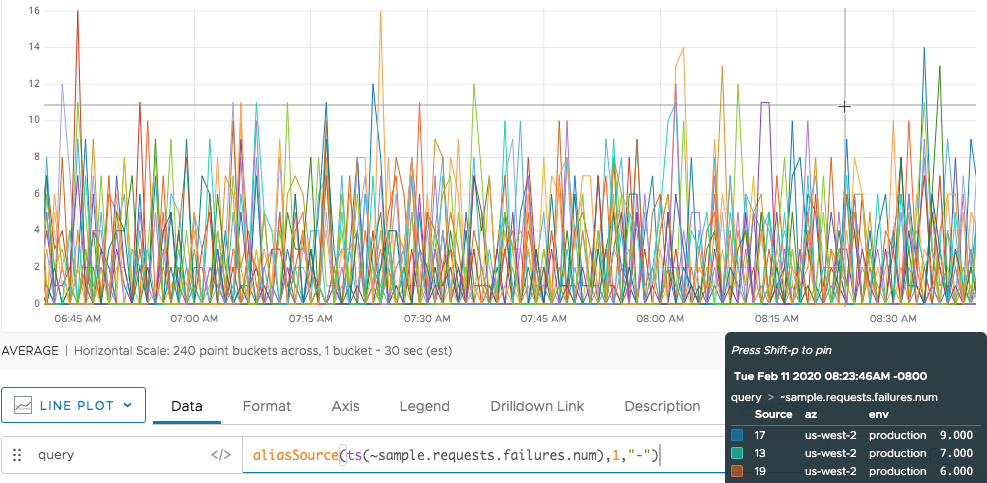 16
14
12
10
8
6
4
2
0
06:45 AM 07:00 AM 07:15 AM 07:30 AM 07:45 AM 08:00 AM 08:15 AM 08:30 AM
AVERAGE | Horizontal Scale: 240 point buckets across, 1 bucket ~ 30 sec (est)
LINE PLOT Data Format Axis Legend Drilldown Link Description
query </> aliasSource(ts(~sample.requests.failures.num),1,"-")
Press Shift-p to pin
Tue Feb 11 2020 08:23:46AM -0800
query > ~sample.requests.failures.num
Source az env
17 us-west-2 production 9.000
13 us-west-2 production 7.000
19 us-west-2 production 6.000